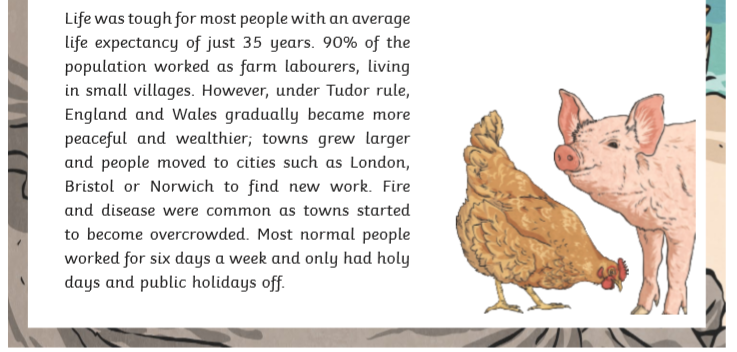 Life was tough for most people with an average
life expectancy of just 35 years. 90% of the
population worked as farm labourers, living
in small villages. However, under Tudor rule,
England and Wales gradually became more
peaceful and wealthier; towns grew larger
and people moved to cities such as London,
Bristol or Norwich to find new work. Fire
and disease were common as towns started
to become overcrowded. Most normal people
worked for six days a week and only had holy
days and public holidays off.